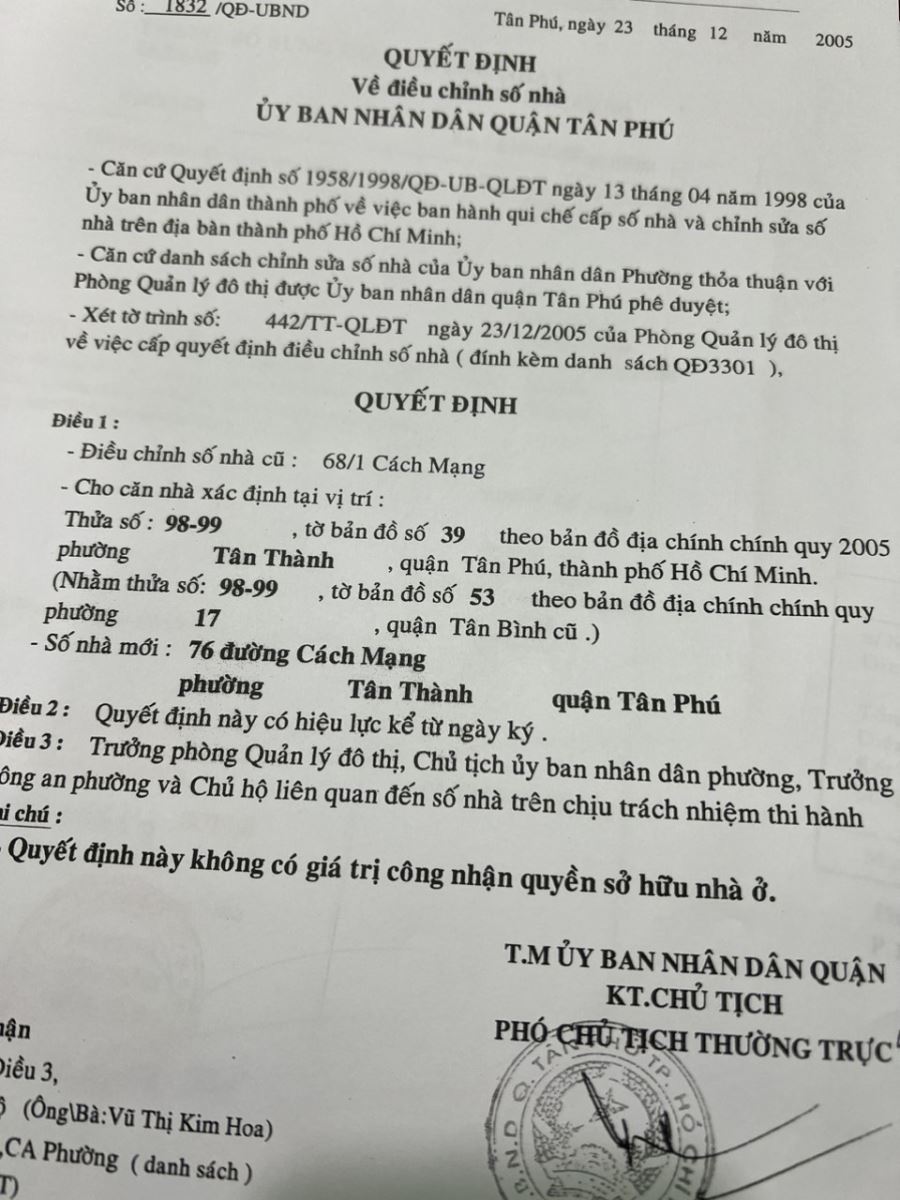 Số : 1832 /QĐ-UBND
Tân Phú, ngày 23 tháng 12 năm 2005
QUYẾT ĐỊNH
Về điều chỉnh số nhà
ỦY BAN NHÂN DÂN QUẬN TÂN PHÚ
- Căn cứ Quyết định số 1958/1998/QĐ-UB-QLĐT ngày 13 tháng 04 năm 1998 của
Ủy ban nhân dân thành phố về việc ban hành qui chế cấp số nhà và chỉnh sửa số
nhà trên địa bàn thành phố Hồ Chí Minh;
- Căn cứ danh sách chỉnh sửa số nhà của Ủy ban nhân dân Phường thỏa thuận với
Phòng Quản lý đô thị được Ủy ban nhân dân quận Tân Phú phê duyệt;
- Xét tờ trình số: 442/TT-QLĐT ngày 23/12/2005 của Phòng Quản lý đô thị
về việc cấp quyết định điều chỉnh số nhà ( đính kèm danh sách QĐ3301 ),
QUYẾT ĐỊNH
Điều 1 :
- Điều chỉnh số nhà cũ : 68/1 Cách Mạng
- Cho căn nhà xác định tại vị trí :
Thửa số : 98-99 , tờ bản đồ số 39 theo bản đồ địa chính chính quy 2005
phường Tân Thành , quận Tân Phú, thành phố Hồ Chí Minh.
(Nhằm thửa số: 98-99 , tờ bản đồ số 53 theo bản đồ địa chính chính quy
phường 17 , quận Tân Bình cũ .)
- Số nhà mới : 76 đường Cách Mạng
phường Tân Thành quận Tân Phú
Điều 2 : Quyết định này có hiệu lực kể từ ngày ký .
Điều 3 : Trưởng phòng Quản lý đô thị, Chủ tịch ủy ban nhân dân phường, Trưởng
ông an phường và Chủ hộ liên quan đến số nhà trên chịu trách nhiệm thi hành
hi chú :
- Quyết định này không có giá trị công nhận quyền sở hữu nhà ở.
T.M ỦY BAN NHÂN DÂN QUẬN
KT.CHỦ TỊCH
PHÓ CHỦ TỊCH THƯỜNG TRỰC
hận
Điều 3,
ộ (Ông\Bà:Vũ Thị Kim Hoa)
,CA Phường ( danh sách )
T)
B.N.D Q. TÂN PHÚ TP. HỒ CHÍ